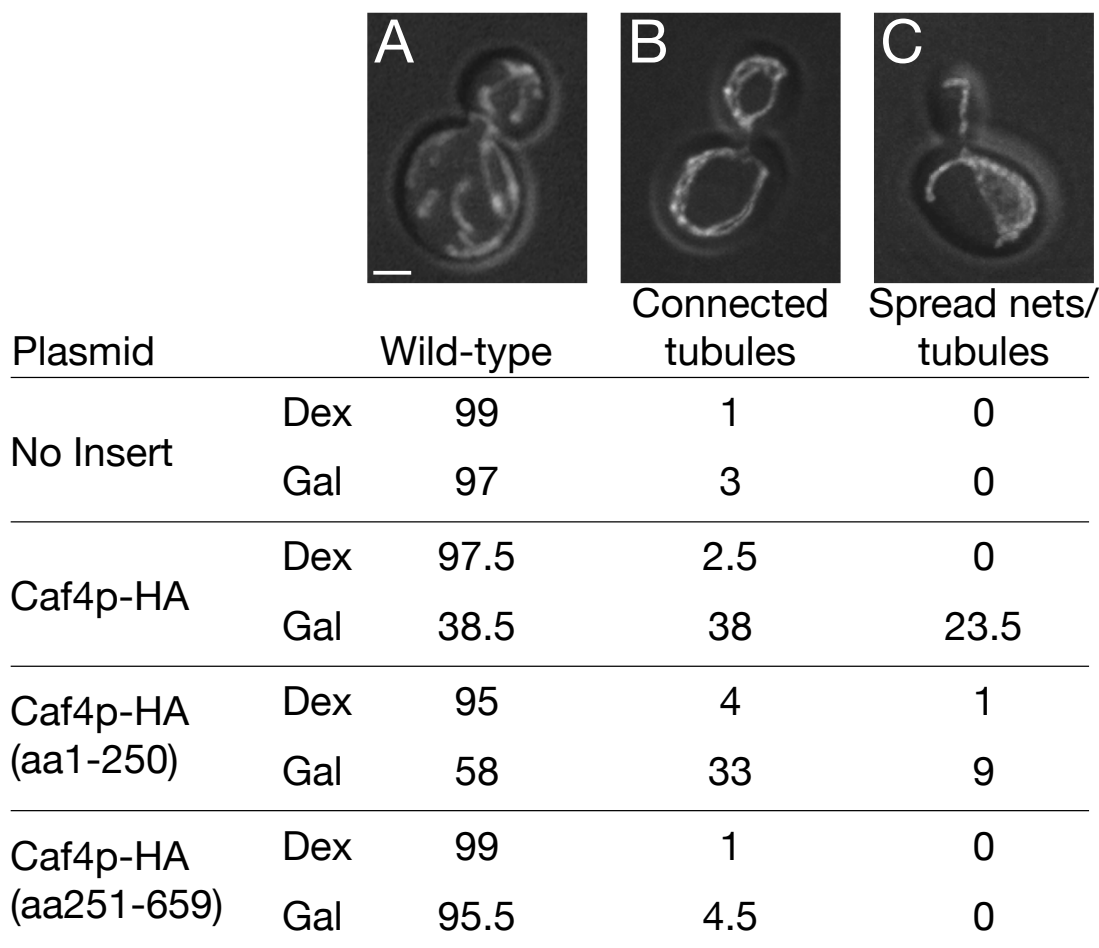 A B C
Connected Spread nets/
Plasmid Wild-type tubules tubules
Dex 99 1 0
No Insert
Gal 97 3 0
Dex 97.5 2.5 0
Caf4p-HA
Gal 38.5 38 23.5
Caf4p-HA Dex 95 4 1
(aa1-250) Gal 58 33 9
Caf4p-HA Dex 99 1 0
(aa251-659) Gal 95.5 4.5 0